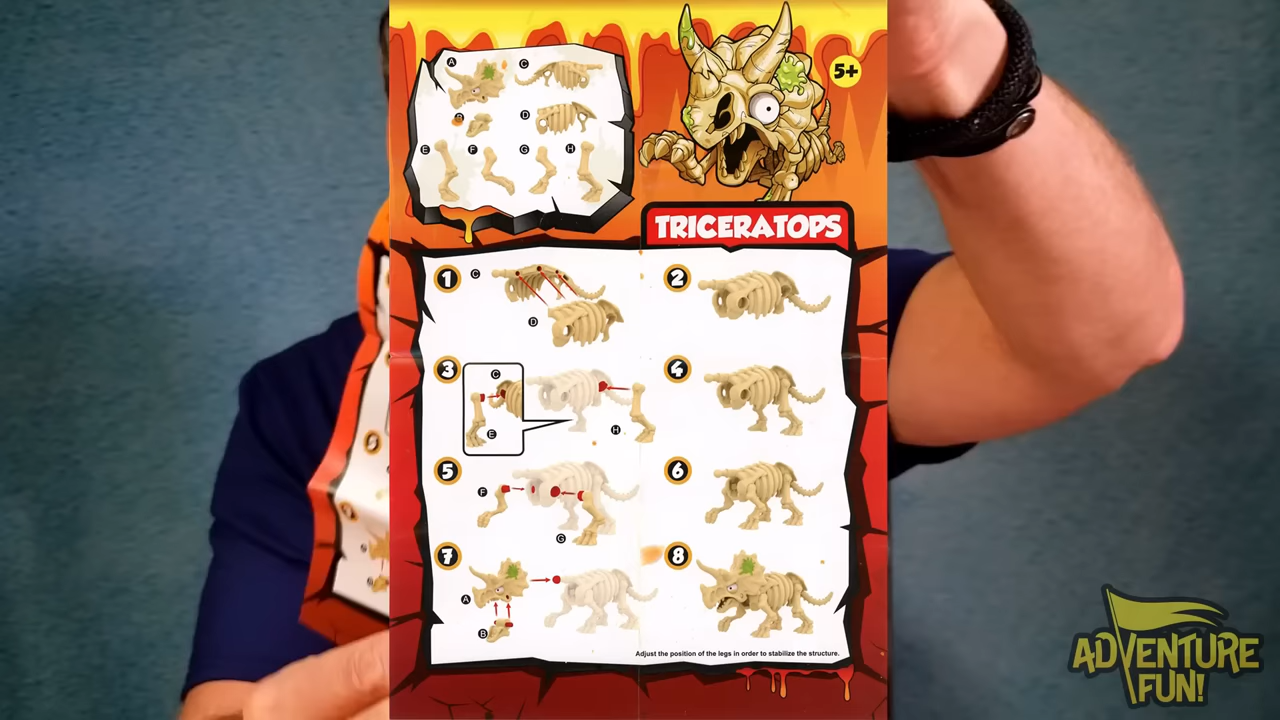 5+
A
C
B
D
E
F
G
H
TRICERATOPS
1
C
D
2
3
C
E
H
4
5
F
G
6
7
A
B
8
Adjust the position of the legs in order to stabilize the structure.
ADVENTURE
FUN!